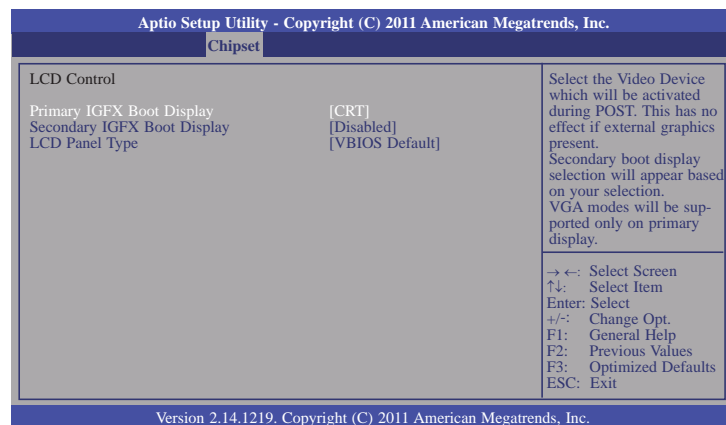 Aptio Setup Utility - Copyright (C) 2011 American Megatrends, Inc.
Chipset
LCD Control
Primary IGFX Boot Display [CRT]
Secondary IGFX Boot Display [Disabled]
LCD Panel Type [VBIOS Default]
Select the Video Device
which will be activated
during POST. This has no
effect if external graphics
present.
Secondary boot display
selection will appear based
on your selection.
VGA modes will be sup-
ported only on primary
display.
→ ←: Select Screen
↑↓: Select Item
Enter: Select
+/-: Change Opt.
F1: General Help
F2: Previous Values
F3: Optimized Defaults
ESC: Exit
Version 2.14.1219. Copyright (C) 2011 American Megatrends, Inc.